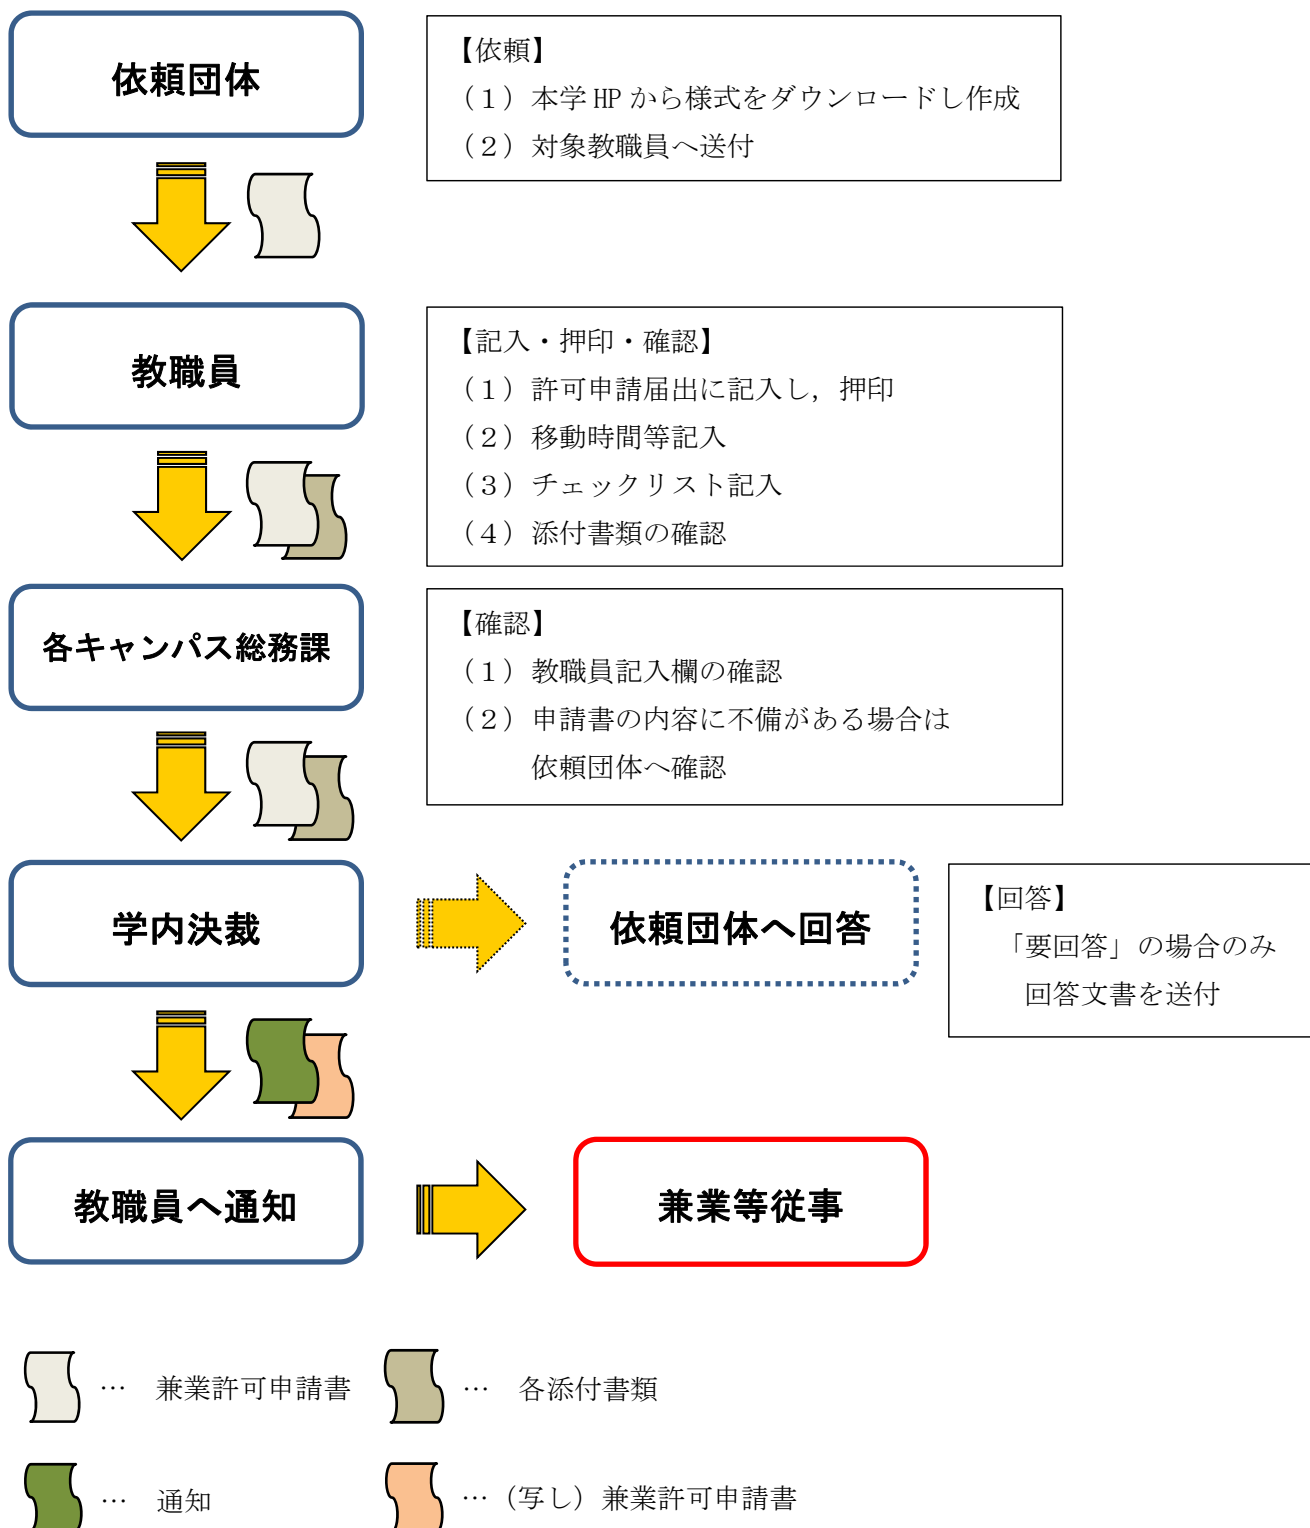 依頼団体
【依頼】
（１）本学 HP から様式をダウンロードし作成
（２）対象教職員へ送付
教職員
【記入・押印・確認】
（１）許可申請届出に記入し，押印
（２）移動時間等記入
（３）チェックリスト記入
（４）添付書類の確認
各キャンパス総務課
【確認】
（１）教職員記入欄の確認
（２）申請書の内容に不備がある場合は
依頼団体へ確認
学内決裁
依頼団体へ回答
【回答】
「要回答」の場合のみ
回答文書を送付
教職員へ通知
兼業等従事
… 兼業許可申請書
… 各添付書類
… 通知
…（写し）兼業許可申請書